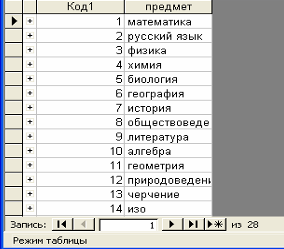 Код1 предмет
1 математика
2 русский язык
3 физика
4 химия
5 биология
6 география
7 история
8 обществоведе
9 литература
10 алгебра
11 геометрия
12 природоведени
13 черчение
14 изо
Запись: 1 из 28
Режим таблицы